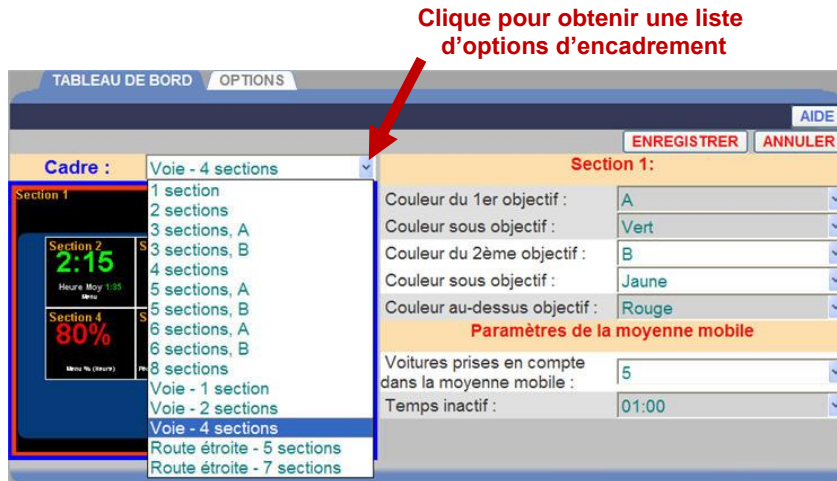 Clique pour obtenir une liste
d'options d'encadrement
TABLEAU DE BORD
OPTIONS
AIDE
ENREGISTRER
ANNULER
Cadre :
Voie - 4 sections
1 section
2 sections
3 sections, A
3 sections, B
4 sections
5 sections, A
5 sections, B
6 sections, A
6 sections, B
8 sections
Voie - 1 section
Voie - 2 sections
Voie - 4 sections
Route étroite - 5 sections
Route étroite - 7 sections
Section 1
Section 2
2:15
Heure Moy 1:35
Menu
Section 4
80%
Menu % (Heure)
Section 1:
Couleur du 1er objectif : A
Couleur sous objectif : Vert
Couleur du 2ème objectif : B
Couleur sous objectif : Jaune
Couleur au-dessus objectif : Rouge
Paramètres de la moyenne mobile
Voitures prises en compte
dans la moyenne mobile : 5
Temps inactif : 01:00